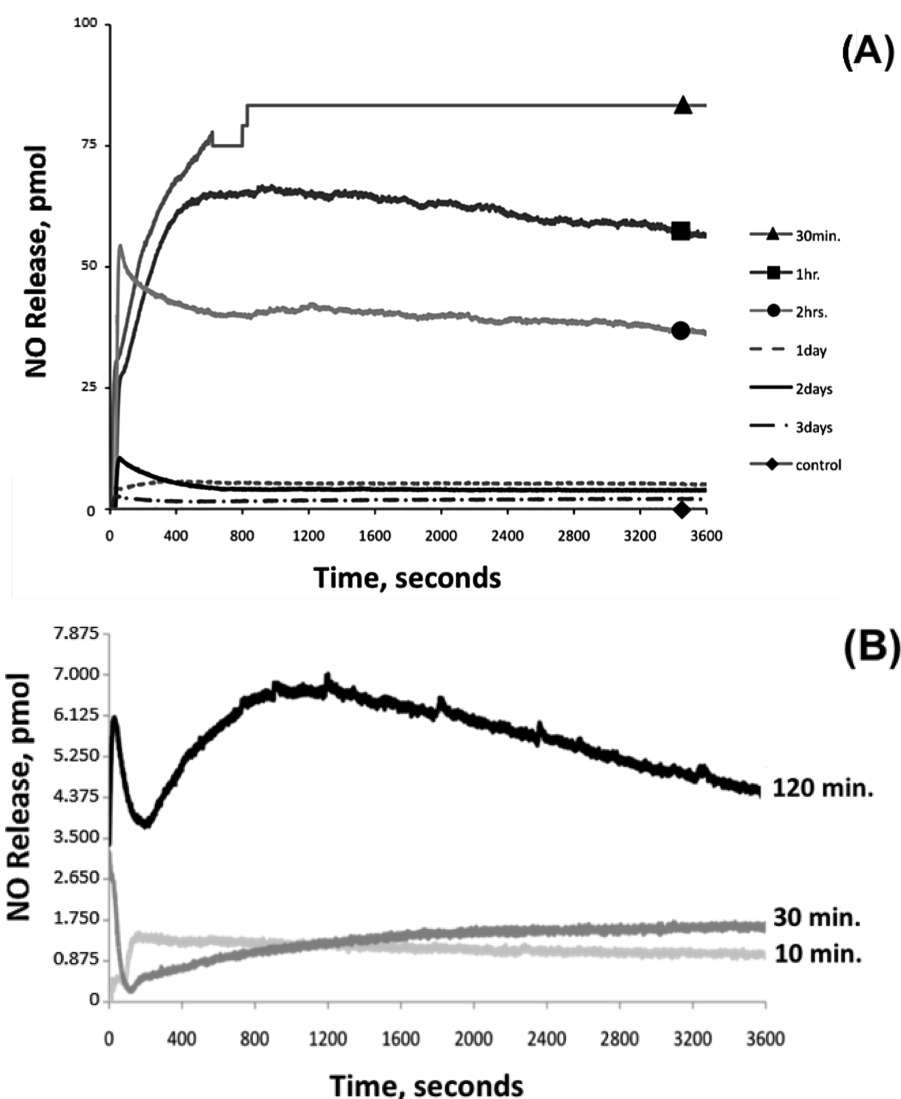 (A)
100
75
50
25
0
NO Release, pmol
0 400 800 1200 1600 2000 2400 2800 3200 3600
Time, seconds
30min.
1hr.
2hrs.
1day
2days
3days
control
(B)
7.875
7.000
6.125
5.250
4.375
3.500
2.650
1.750
0.875
0
NO Release, pmol
120 min.
30 min.
10 min.
0 400 800 1200 1600 2000 2400 2800 3200 3600
Time, seconds